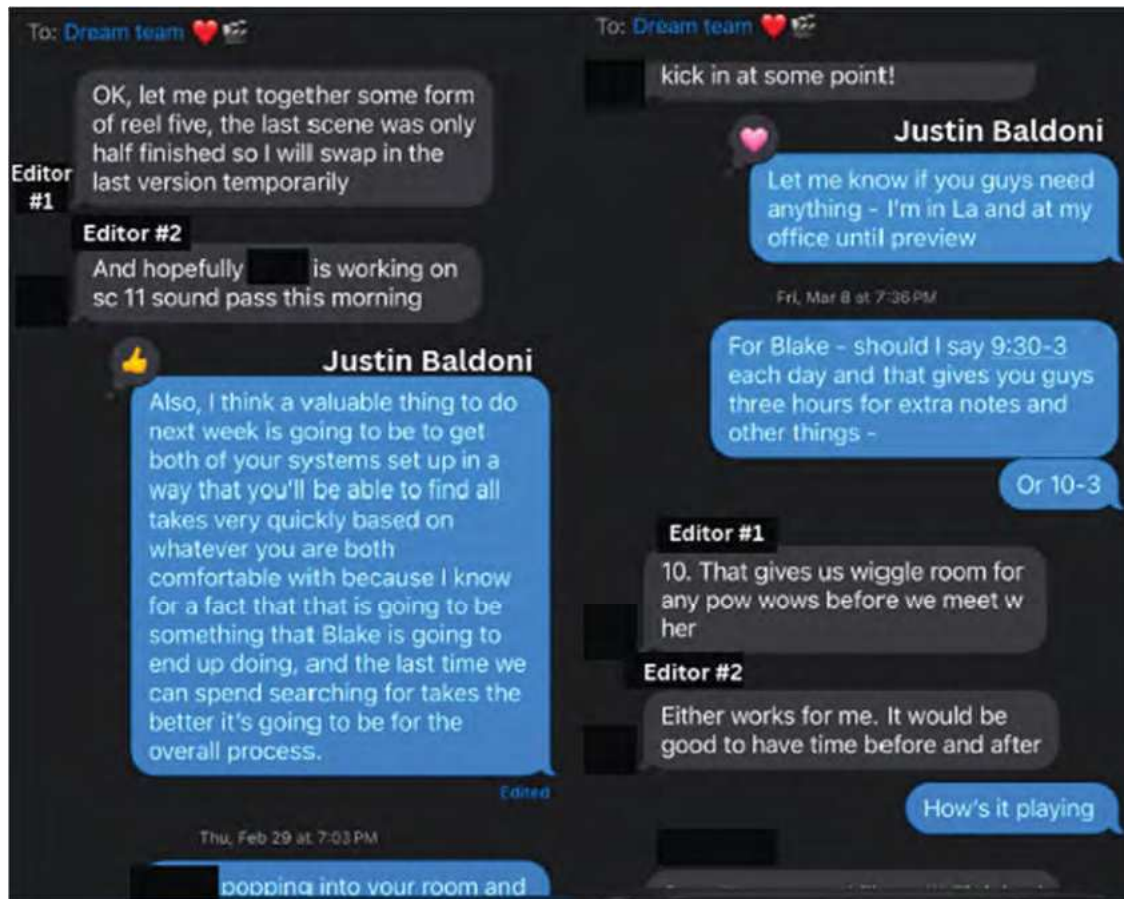 To: Dream team ❤️🎬
OK, let me put together some form
of reel five, the last scene was only
half finished so I will swap in the
last version temporarily
Editor
#1
Editor #2
And hopefully is working on
sc 11 sound pass this morning
Justin Baldoni
Also, I think a valuable thing to do
next week is going to be to get
both of your systems set up in a
way that you'll be able to find all
takes very quickly based on
whatever you are both
comfortable with because I know
for a fact that that is going to be
something that Blake is going to
end up doing, and the last time we
can spend searching for takes the
better it's going to be for the
overall process.
Edited
Thu, Feb 29 at 7:03 PM
popping into your room and
To: Dream team ❤️🎬
kick in at some point!
Justin Baldoni
Let me know if you guys need
anything - I'm in La and at my
office until preview
Fri, Mar 8 at 7:36 PM
For Blake - should I say 9:30-3
each day and that gives you guys
three hours for extra notes and
other things -
Or 10-3
Editor #1
10. That gives us wiggle room for
any pow wows before we meet w
her
Editor #2
Either works for me. It would be
good to have time before and after
How's it playing